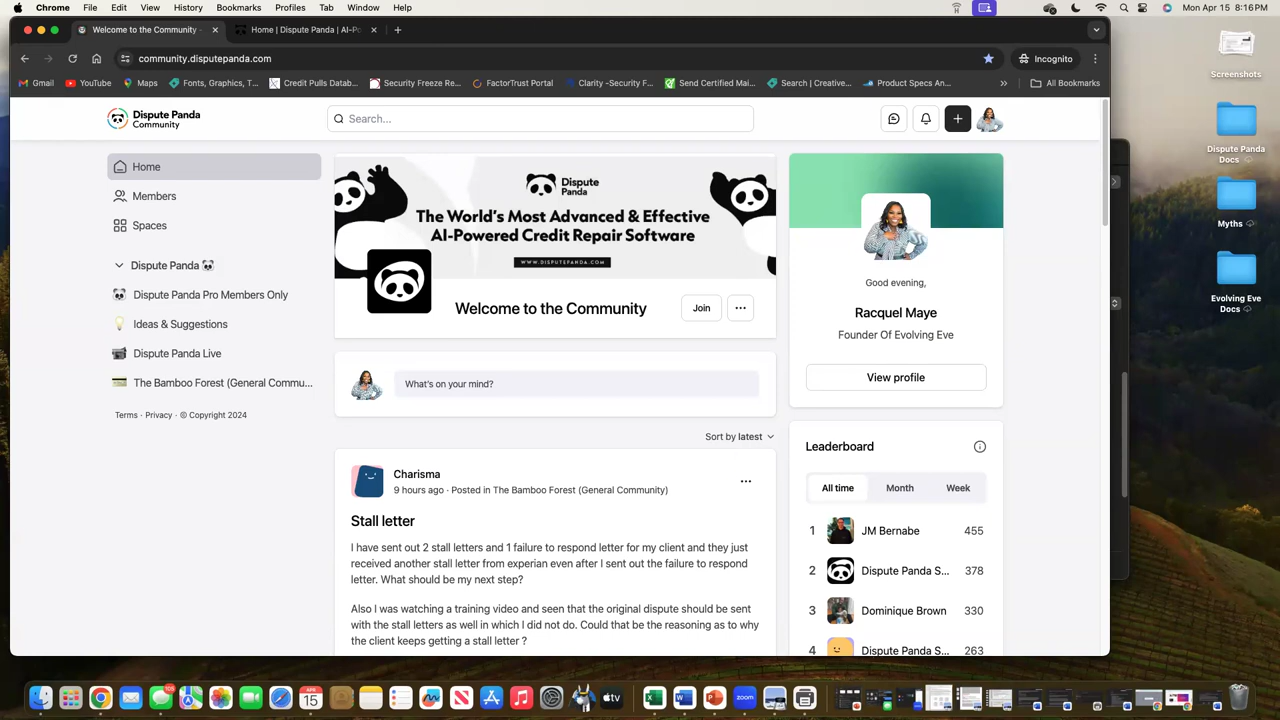 Chrome File Edit View History Bookmarks Profiles Tab Window Help
Mon Apr 15 8:16 PM
Welcome to the Community -
Home | Dispute Panda | AI-Po
community.disputepanda.com
Incognito
Gmail YouTube Maps Fonts, Graphics, T... Credit Pulls Datab... Security Freeze Re... FactorTrust Portal Clarity -Security F... Send Certified Mai... Search | Creative... Product Specs An... » All Bookmarks
Dispute Panda
Community
Search...
Home
Members
Spaces
Dispute Panda 🐼
Dispute Panda Pro Members Only
Ideas & Suggestions
Dispute Panda Live
The Bamboo Forest (General Commu...
Terms · Privacy · © Copyright 2024
Dispute
Panda
The World's Most Advanced & Effective
AI-Powered Credit Repair Software
WWW.DISPUTEPANDA.COM
Welcome to the Community
Join
What's on your mind?
Sort by latest
Charisma
9 hours ago · Posted in The Bamboo Forest (General Community)
Stall letter
I have sent out 2 stall letters and 1 failure to respond letter for my client and they just
received another stall letter from experian even after I sent out the failure to respond
letter. What should be my next step?
Also I was watching a training video and seen that the original dispute should be sent
with the stall letters as well in which I did not do. Could that be the reasoning as to why
the client keeps getting a stall letter ?
Good evening,
Racquel Maye
Founder Of Evolving Eve
View profile
Leaderboard
All time Month Week
1 JM Bernabe 455
2 Dispute Panda S... 378
3 Dominique Brown 330
4 Dispute Panda S... 263
Screenshots
Dispute Panda
Docs
Myths
Evolving Eve
Docs
APR
15
zoom
tv